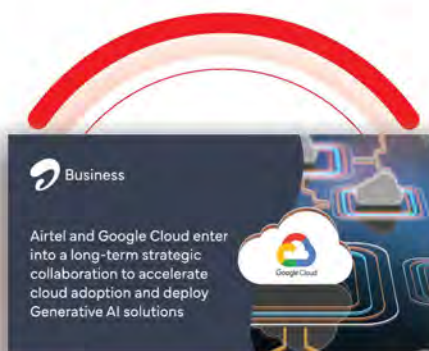 Business
Airtel and Google Cloud enter
into a long-term strategic
collaboration to accelerate
cloud adoption and deploy
Generative AI solutions
Google Cloud